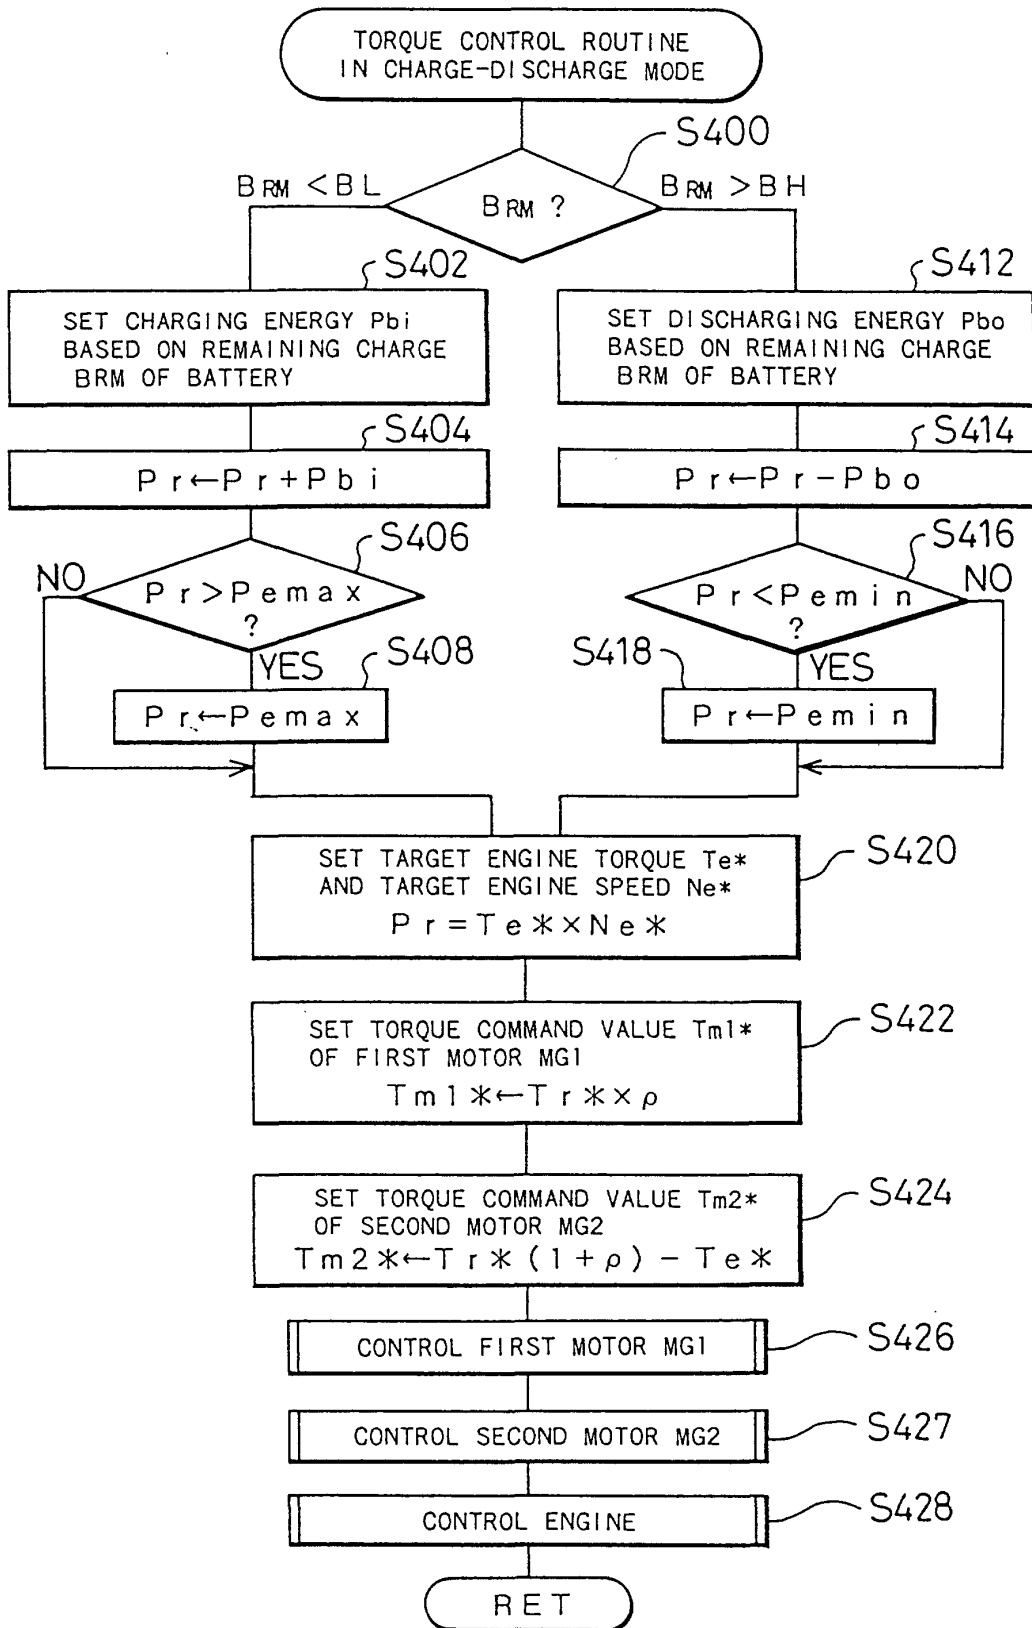 TORQUE CONTROL ROUTINE
IN CHARGE-DISCHARGE MODE
S400
BRM < BL
BRM ?
BRM > BH
S402
SET CHARGING ENERGY Pbi
BASED ON REMAINING CHARGE
BRM OF BATTERY
S412
SET DISCHARGING ENERGY Pbo
BASED ON REMAINING CHARGE
BRM OF BATTERY
S404
Pr←Pr+Pbi
S414
Pr←Pr-Pbo
S406
NO
Pr>Pemax
?
YES
S416
Pr<Pemin
?
NO
YES
S408
Pr←Pemax
S418
Pr←Pemin
S420
SET TARGET ENGINE TORQUE Te*
AND TARGET ENGINE SPEED Ne*
Pr=Te*×Ne*
S422
SET TORQUE COMMAND VALUE Tm1*
OF FIRST MOTOR MG1
Tm1*←Tr*×ρ
S424
SET TORQUE COMMAND VALUE Tm2*
OF SECOND MOTOR MG2
Tm2*←Tr*(1+ρ)-Te*
CONTROL FIRST MOTOR MG1
S426
CONTROL SECOND MOTOR MG2
S427
CONTROL ENGINE
S428
RET